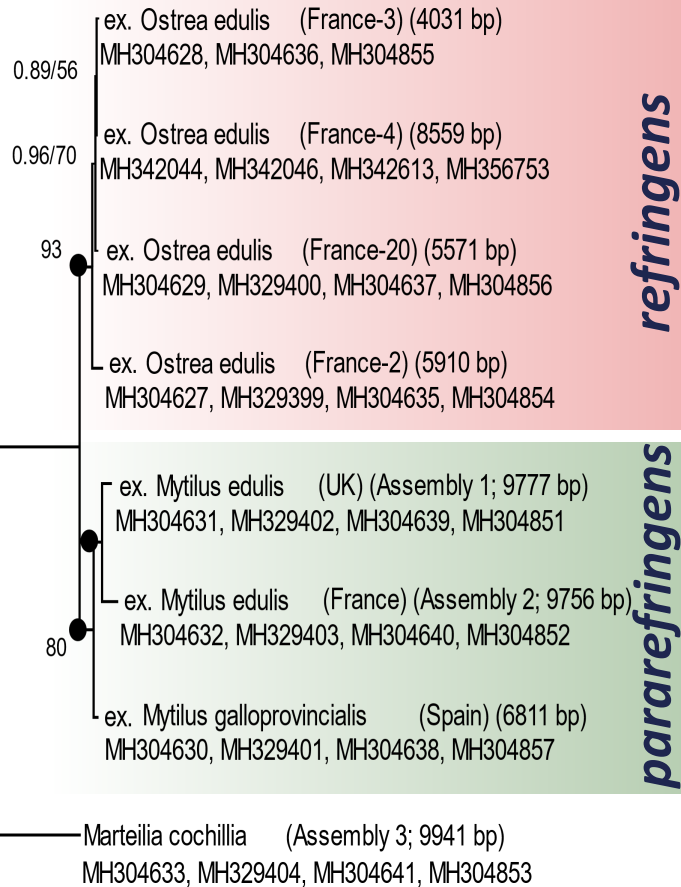 ex. Ostrea edulis (France-3) (4031 bp)
MH304628, MH304636, MH304855
0.89/56
ex. Ostrea edulis (France-4) (8559 bp)
0.96/70
MH342044, MH342046, MH342613, MH356753
93
ex. Ostrea edulis (France-20) (5571 bp)
MH304629, MH329400, MH304637, MH304856
ex. Ostrea edulis (France-2) (5910 bp)
MH304627, MH329399, MH304635, MH304854
refringens
ex. Mytilus edulis (UK) (Assembly 1; 9777 bp)
MH304631, MH329402, MH304639, MH304851
ex. Mytilus edulis (France) (Assembly 2; 9756 bp)
MH304632, MH329403, MH304640, MH304852
80
ex. Mytilus galloprovincialis (Spain) (6811 bp)
MH304630, MH329401, MH304638, MH304857
pararefringens
Marteilia cochillia (Assembly 3; 9941 bp)
MH304633, MH329404, MH304641, MH304853